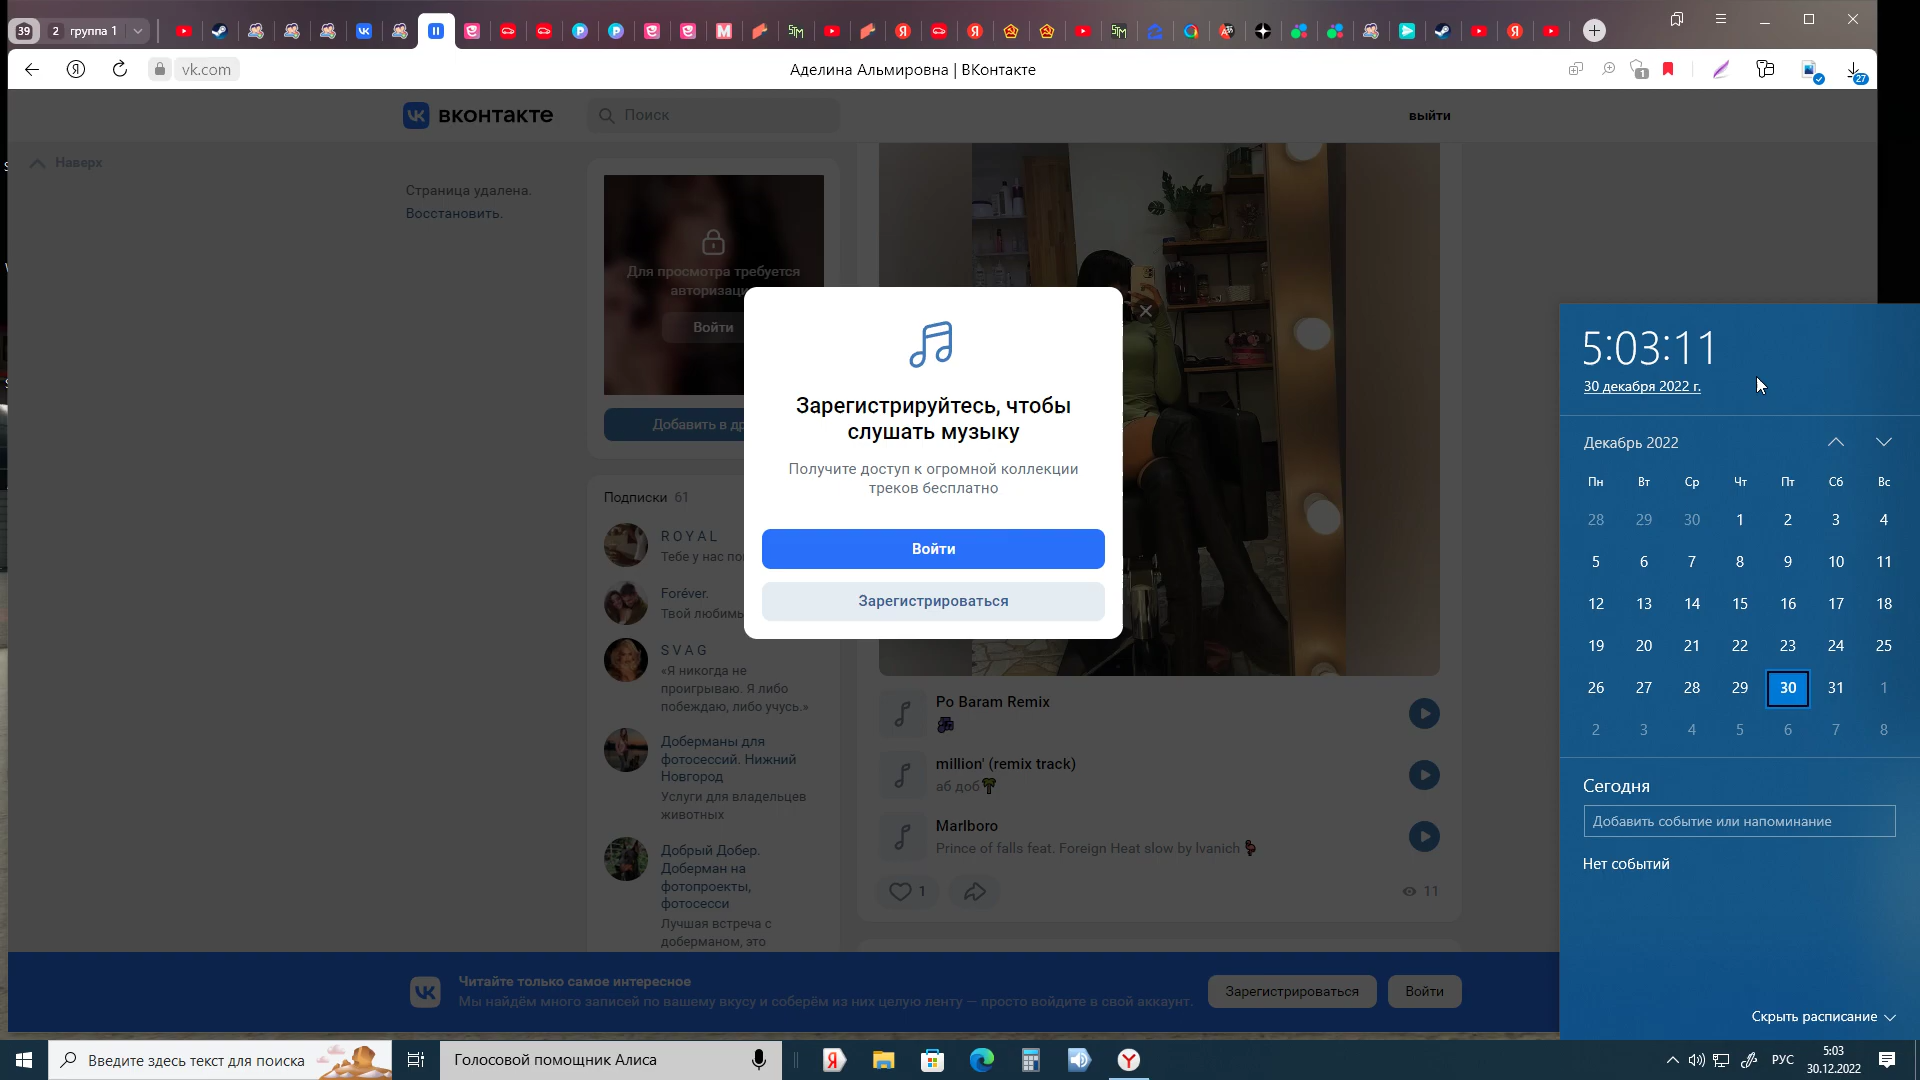 39
2 группа 1
vk.com
Аделина Альмировна | ВКонтакте
1
27
вконтакте
Поиск
выйти
Наверх
Страница удалена.
Восстановить.
Для просмотра требуется
авторизаци
Войти
Добавить в др
Подписки 61
R O Y A L
Тебе у нас по
Foréver.
Твой любимы
S V A G
«Я никогда не
проигрываю. Я либо
побеждаю, либо учусь.»
Доберманы для
фотосессий. Нижний
Новгород
Услуги для владельцев
животных
Добрый Добер.
Доберман на
фотопроекты,
фотосесси
Лучшая встреча с
доберманом, это
Зарегистрируйтесь, чтобы
слушать музыку
Получите доступ к огромной коллекции
треков бесплатно
Войти
Зарегистрироваться
Po Baram Remix
million' (remix track)
аб доб🌴
Marlboro
Prince of falls feat. Foreign Heat slow by Ivanich
1
11
Читайте только самое интересное
Мы найдём много записей по вашему вкусу и соберём из них целую ленту — просто войдите в свой аккаунт.
Зарегистрироваться
Войти
5:03:11
30 декабря 2022 г.
Декабрь 2022
Пн Вт Ср Чт Пт Сб Вс
28 29 30 1 2 3 4
5 6 7 8 9 10 11
12 13 14 15 16 17 18
19 20 21 22 23 24 25
26 27 28 29 30 31 1
2 3 4 5 6 7 8
Сегодня
Добавить событие или напоминание
Нет событий
Скрыть расписание
Введите здесь текст для поиска
Голосовой помощник Алиса
РУС
5:03
30.12.2022